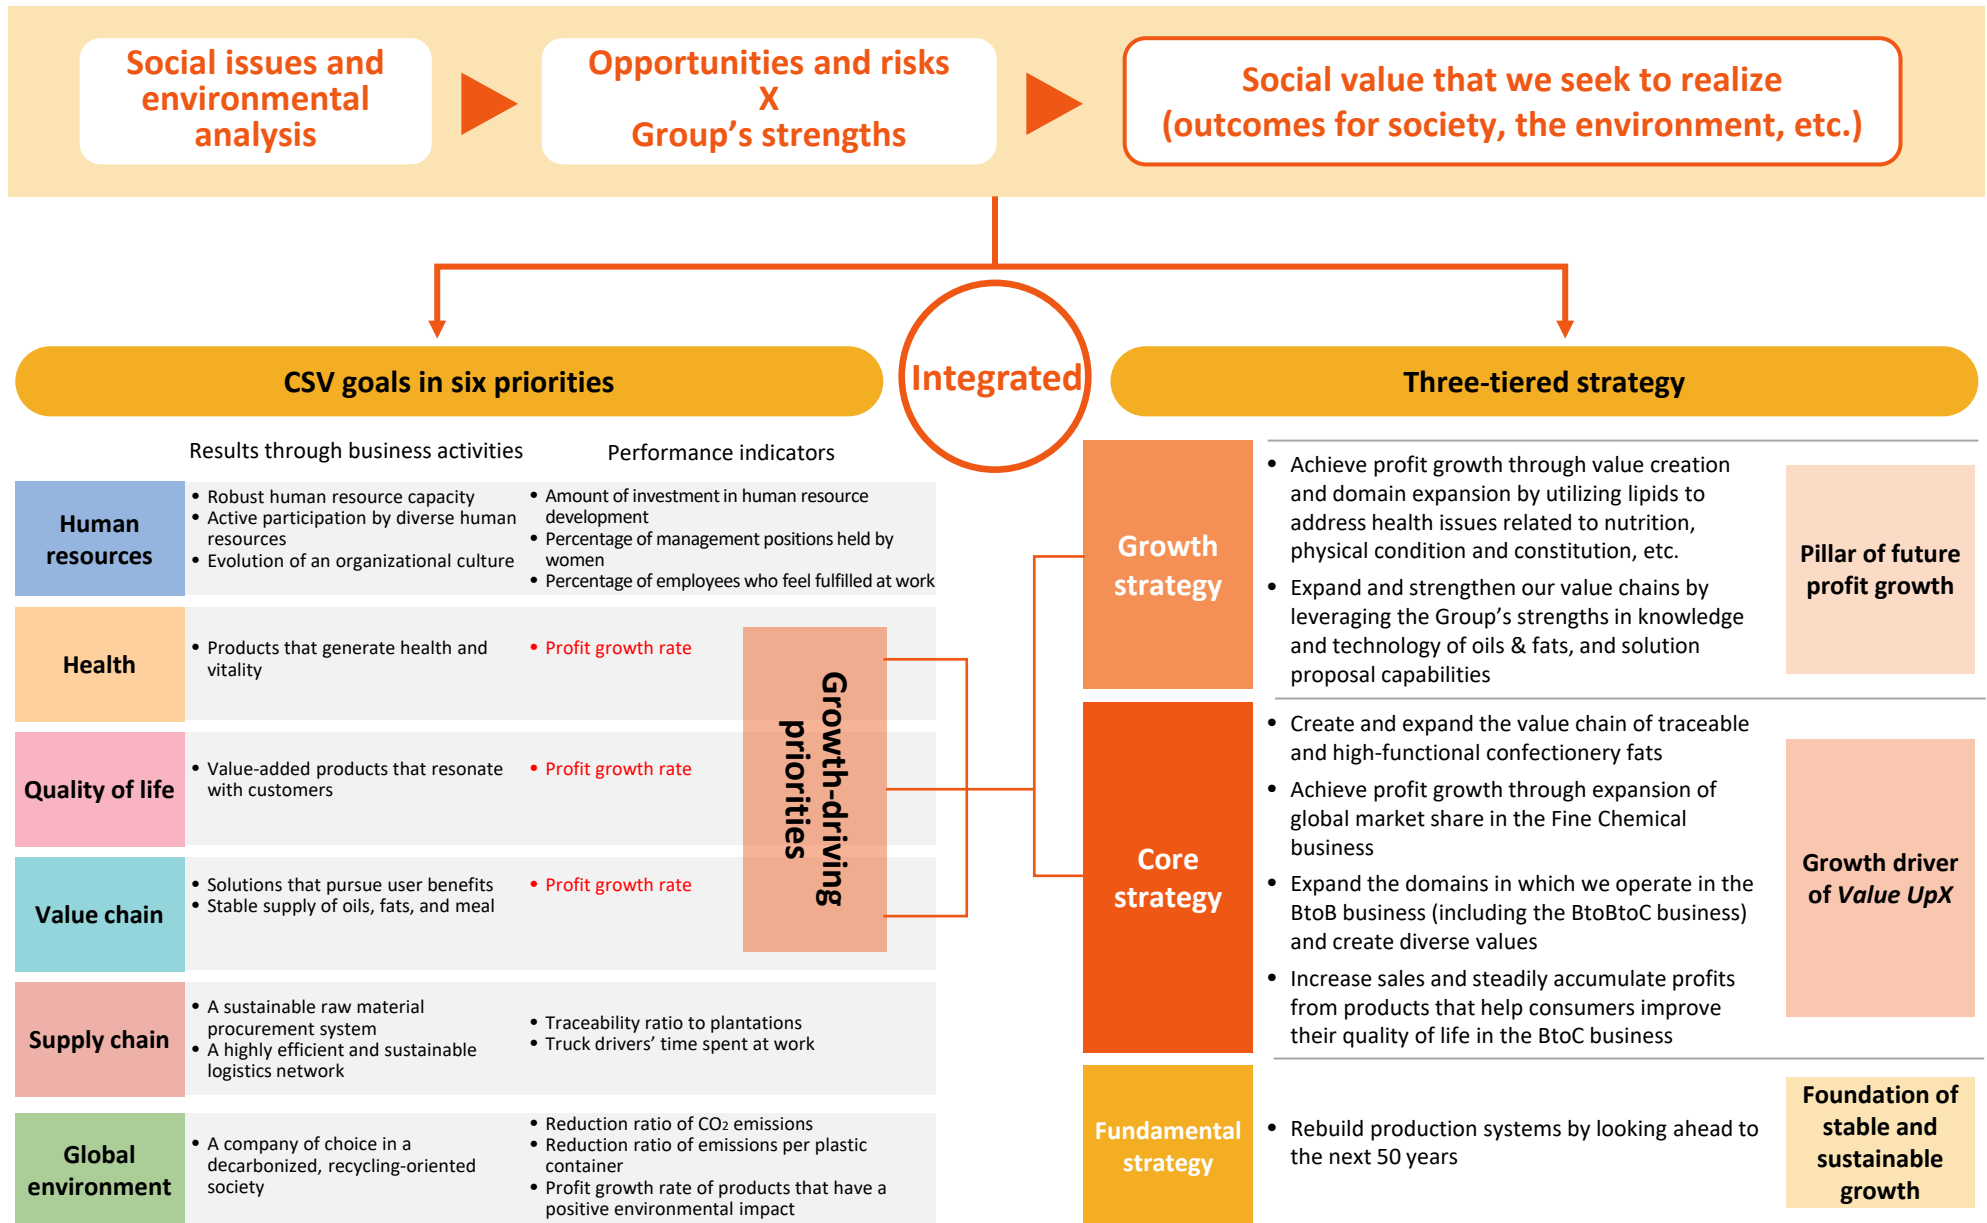 Social issues and
environmental
analysis
Opportunities and risks
X
Group’s strengths
Social value that we seek to realize
(outcomes for society, the environment, etc.)
Integrated
CSV goals in six priorities
Results through business activities
Performance indicators
Human
resources
• Robust human resource capacity
• Active participation by diverse human
resources
• Evolution of an organizational culture
• Amount of investment in human resource
development
• Percentage of management positions held by
women
• Percentage of employees who feel fulfilled at work
Health
• Products that generate health and
vitality
• Profit growth rate
Quality of life
• Value-added products that resonate
with customers
• Profit growth rate
Value chain
• Solutions that pursue user benefits
• Stable supply of oils, fats, and meal
• Profit growth rate
Growth-driving
priorities
Supply chain
• A sustainable raw material
procurement system
• A highly efficient and sustainable
logistics network
• Traceability ratio to plantations
• Truck drivers’ time spent at work
Global
environment
• A company of choice in a
decarbonized, recycling-oriented
society
• Reduction ratio of CO₂ emissions
• Reduction ratio of emissions per plastic
container
• Profit growth rate of products that have a
positive environmental impact
Three-tiered strategy
Growth
strategy
• Achieve profit growth through value creation
and domain expansion by utilizing lipids to
address health issues related to nutrition,
physical condition and constitution, etc.
• Expand and strengthen our value chains by
leveraging the Group’s strengths in knowledge
and technology of oils & fats, and solution
proposal capabilities
Pillar of future
profit growth
Core
strategy
• Create and expand the value chain of traceable
and high-functional confectionery fats
• Achieve profit growth through expansion of
global market share in the Fine Chemical
business
• Expand the domains in which we operate in the
BtoB business (including the BtoBtoC business)
and create diverse values
• Increase sales and steadily accumulate profits
from products that help consumers improve
their quality of life in the BtoC business
Growth driver
of Value UpX
Fundamental
strategy
• Rebuild production systems by looking ahead to
the next 50 years
Foundation of
stable and
sustainable
growth